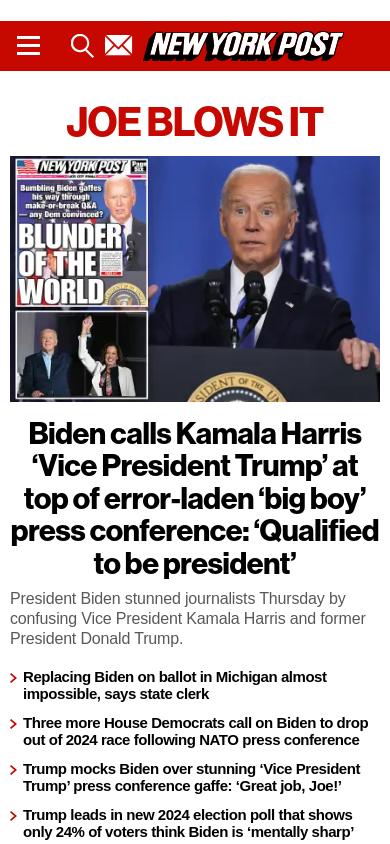 NEW YORK POST
JOE BLOWS IT
NEW YORK POST
Bumbling Biden gaffes
his way through
make-or-break Q&A
— any Dem convinced?
BLUNDER
OF THE
WORLD
Biden calls Kamala Harris
‘Vice President Trump’ at
top of error-laden ‘big boy’
press conference: ‘Qualified
to be president’
President Biden stunned journalists Thursday by
confusing Vice President Kamala Harris and former
President Donald Trump.
Replacing Biden on ballot in Michigan almost
impossible, says state clerk
Three more House Democrats call on Biden to drop
out of 2024 race following NATO press conference
Trump mocks Biden over stunning ‘Vice President
Trump’ press conference gaffe: ‘Great job, Joe!’
Trump leads in new 2024 election poll that shows
only 24% of voters think Biden is ‘mentally sharp’